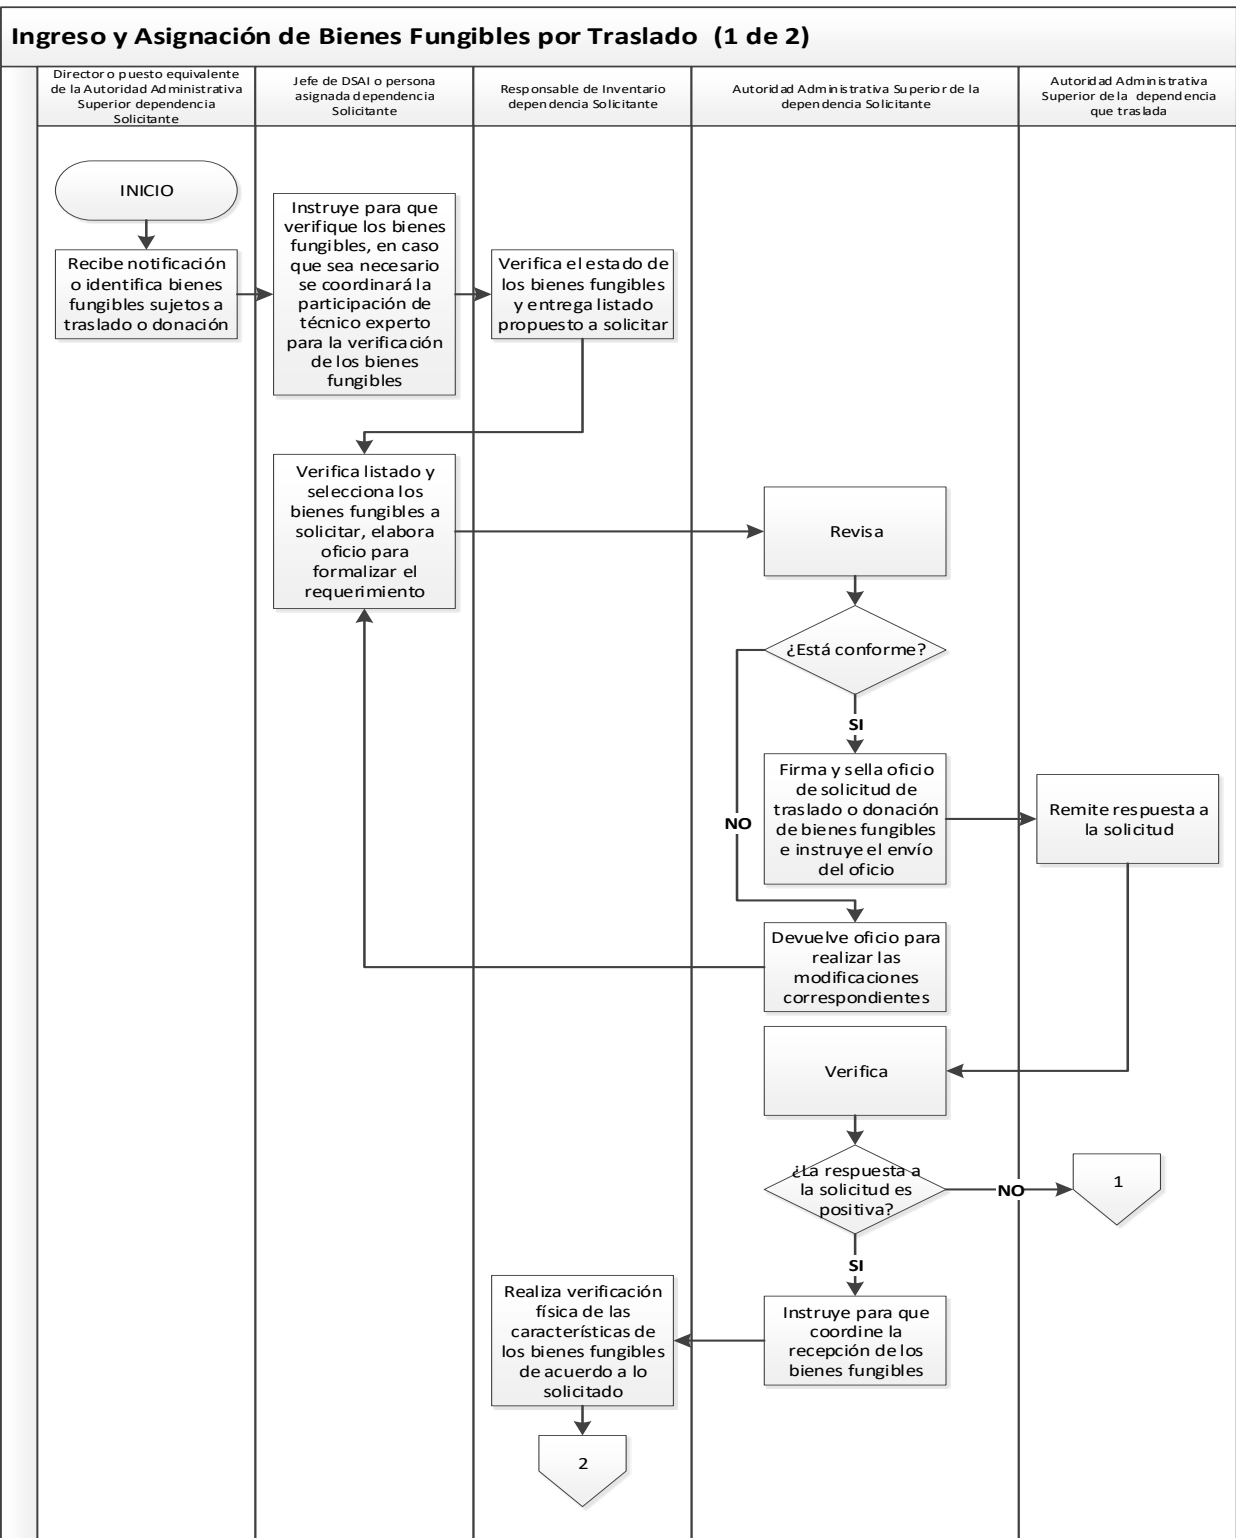 Ingreso y Asignación de Bienes Fungibles por Traslado (1 de 2)
Director o puesto equivalente
de la Autoridad Administrativa
Superior dependencia
Solicitante
Jefe de DSAI o persona
asignada dependencia
Solicitante
Responsable de Inventario
dependencia Solicitante
Autoridad Administrativa Superior de la
dependencia Solicitante
Autoridad Administrativa
Superior de la dependencia
que traslada
INICIO
Recibe notificación
o identifica bienes
fungibles sujetos a
traslado o donación
Instruye para que
verifique los bienes
fungibles, en caso
que sea necesario
se coordinará la
participación de
técnico experto
para la verificación
de los bienes
fungibles
Verifica el estado de
los bienes fungibles
y entrega listado
propuesto a solicitar
Verifica listado y
selecciona los
bienes fungibles a
solicitar, elabora
oficio para
formalizar el
requerimiento
Revisa
¿Está conforme?
SI
NO
Firma y sella oficio
de solicitud de
traslado o donación
de bienes fungibles
e instruye el envío
del oficio
Remite respuesta a
la solicitud
Devuelve oficio para
realizar las
modificaciones
correspondientes
Verifica
¿La respuesta a
la solicitud es
positiva?
NO
1
SI
Instruye para que
coordine la
recepción de los
bienes fungibles
Realiza verificación
física de las
características de
los bienes fungibles
de acuerdo a lo
solicitado
2